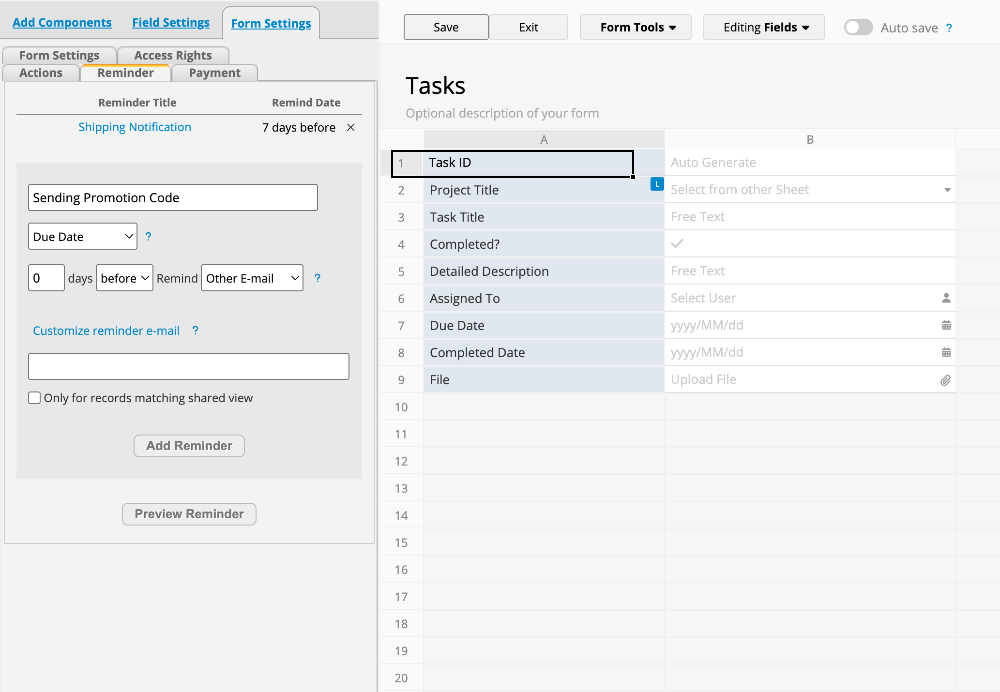 Add Components Field Settings Form Settings
Form Settings Access Rights
Actions Reminder Payment
Reminder Title Remind Date
Shipping Notification 7 days before
Sending Promotion Code
Due Date ?
0 days before Remind Other E-mail ?
Customize reminder e-mail ?
Only for records matching shared view
Add Reminder
Preview Reminder
Save Exit Form Tools Editing Fields Auto save ?
Tasks
Optional description of your form
A B
1 Task ID Auto Generate
2 Project Title L Select from other Sheet
3 Task Title Free Text
4 Completed?
5 Detailed Description Free Text
6 Assigned To Select User
7 Due Date yyyy/MM/dd
8 Completed Date yyyy/MM/dd
9 File Upload File
10
11
12
13
14
15
16
17
18
19
20